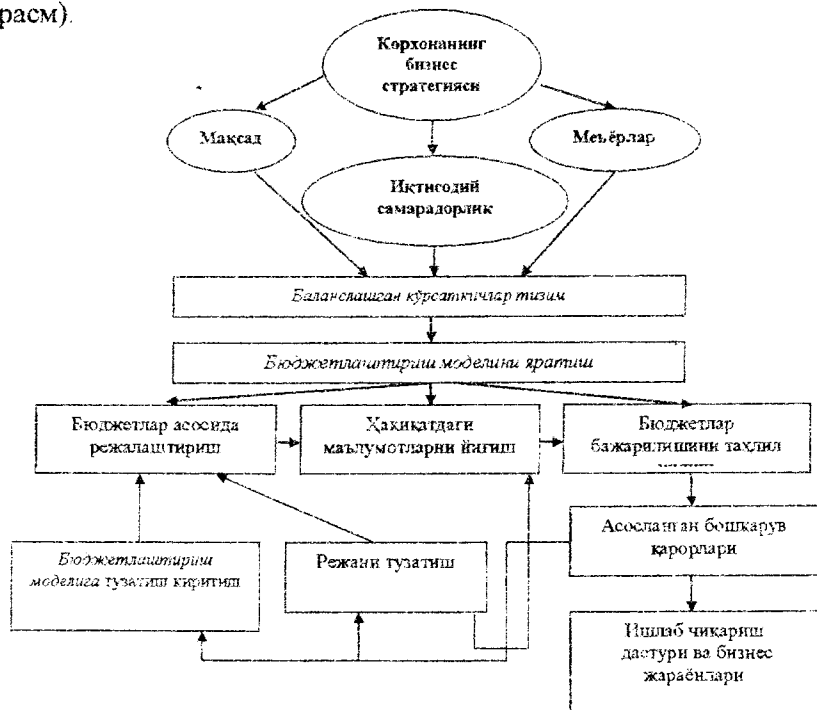 расм).
Корхонанинг
бизнес
стратегияси
Мақсад
Меъёрлар
Иқтисодий
самарадорлик
Балансланган кўрсаткичлар тизим
Бюджетлаштириш моделини яратиш
Бюджетлар асосида
режалаштириш
Ҳақиқатдаги
маълумотларни йиғиш
Бюджетлар
бажарилишини таҳлил
Асосланган бошқарув
қарорлари
Бюджетлаштириш
моделига тузатиш киритиш
Режани тузатиш
Ишлаб чиқариш
дастури ва бизнес
жараёнлари